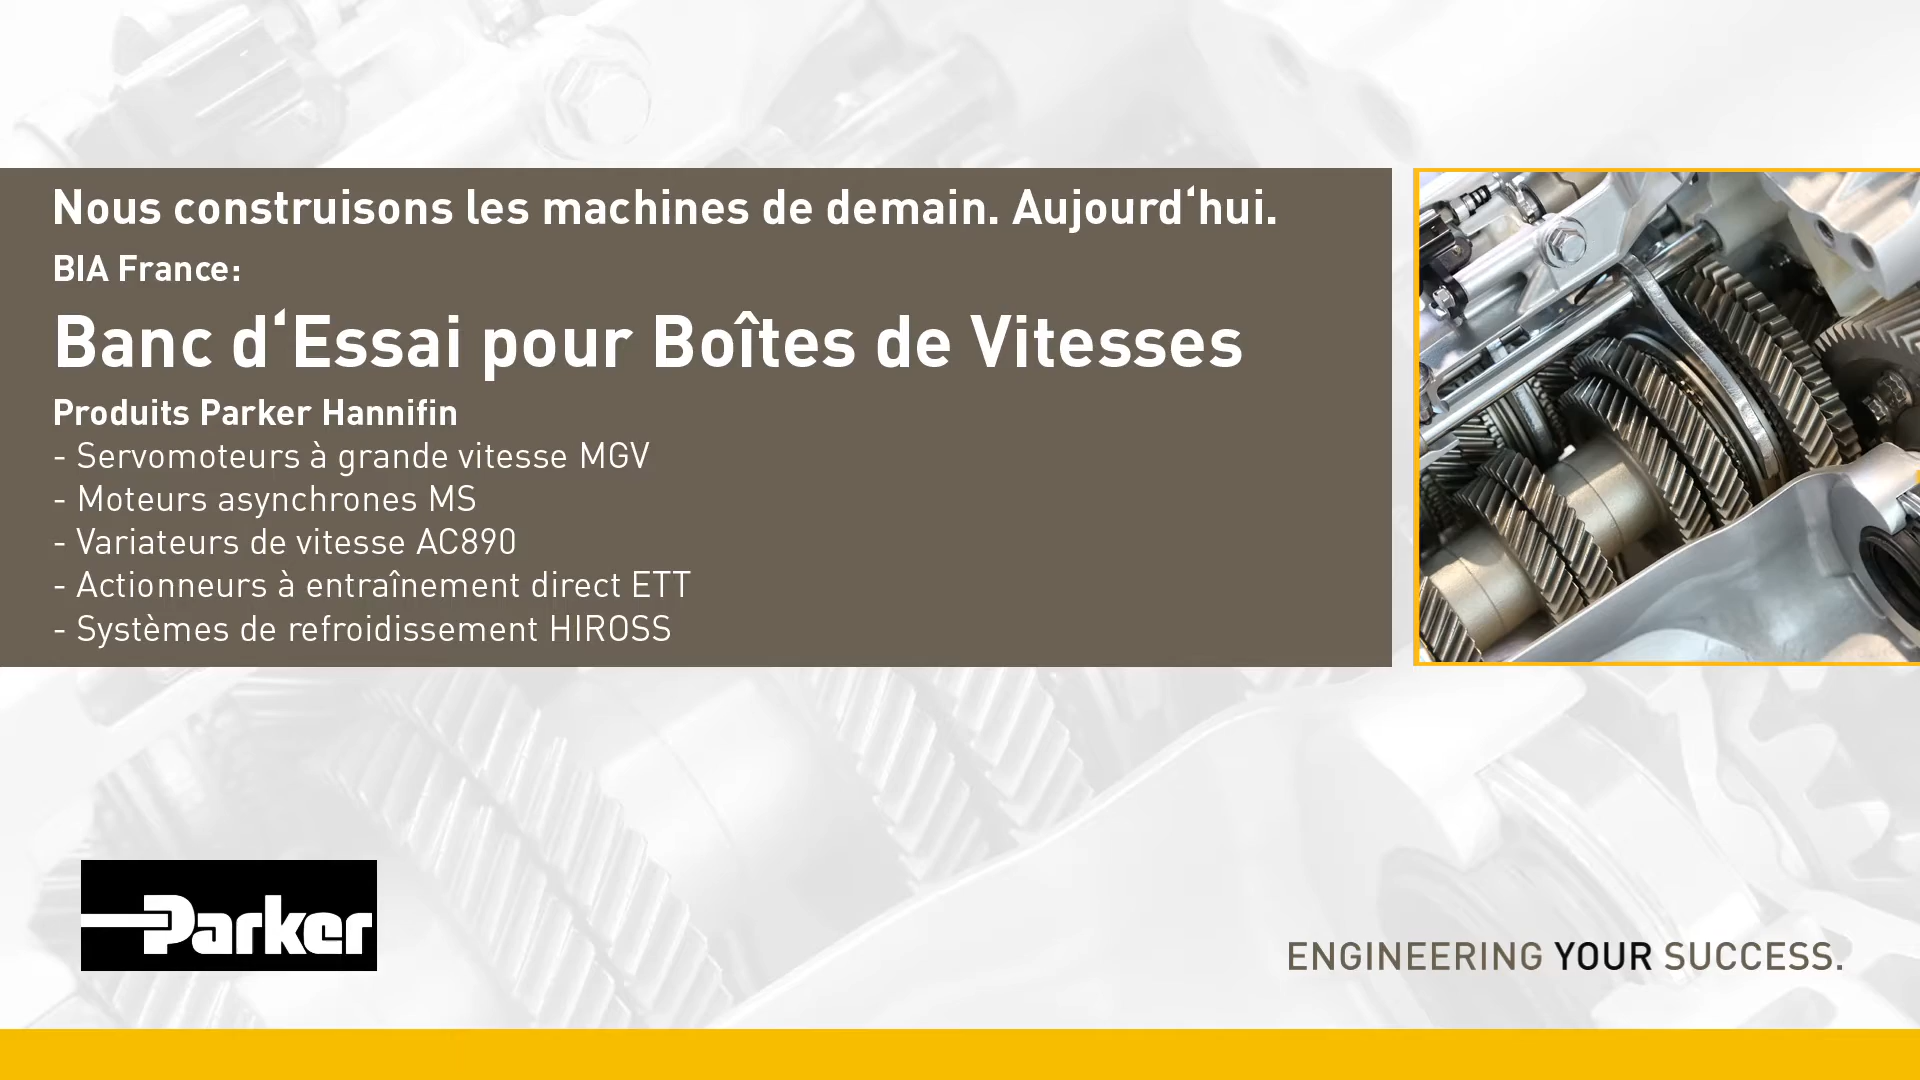 Nous construisons les machines de demain. Aujourd‘hui.
BIA France:
Banc d‘Essai pour Boîtes de Vitesses
Produits Parker Hannifin
- Servomoteurs à grande vitesse MGV
- Moteurs asynchrones MS
- Variateurs de vitesse AC890
- Actionneurs à entraînement direct ETT
- Systèmes de refroidissement HIROSS
Parker
ENGINEERING YOUR SUCCESS.